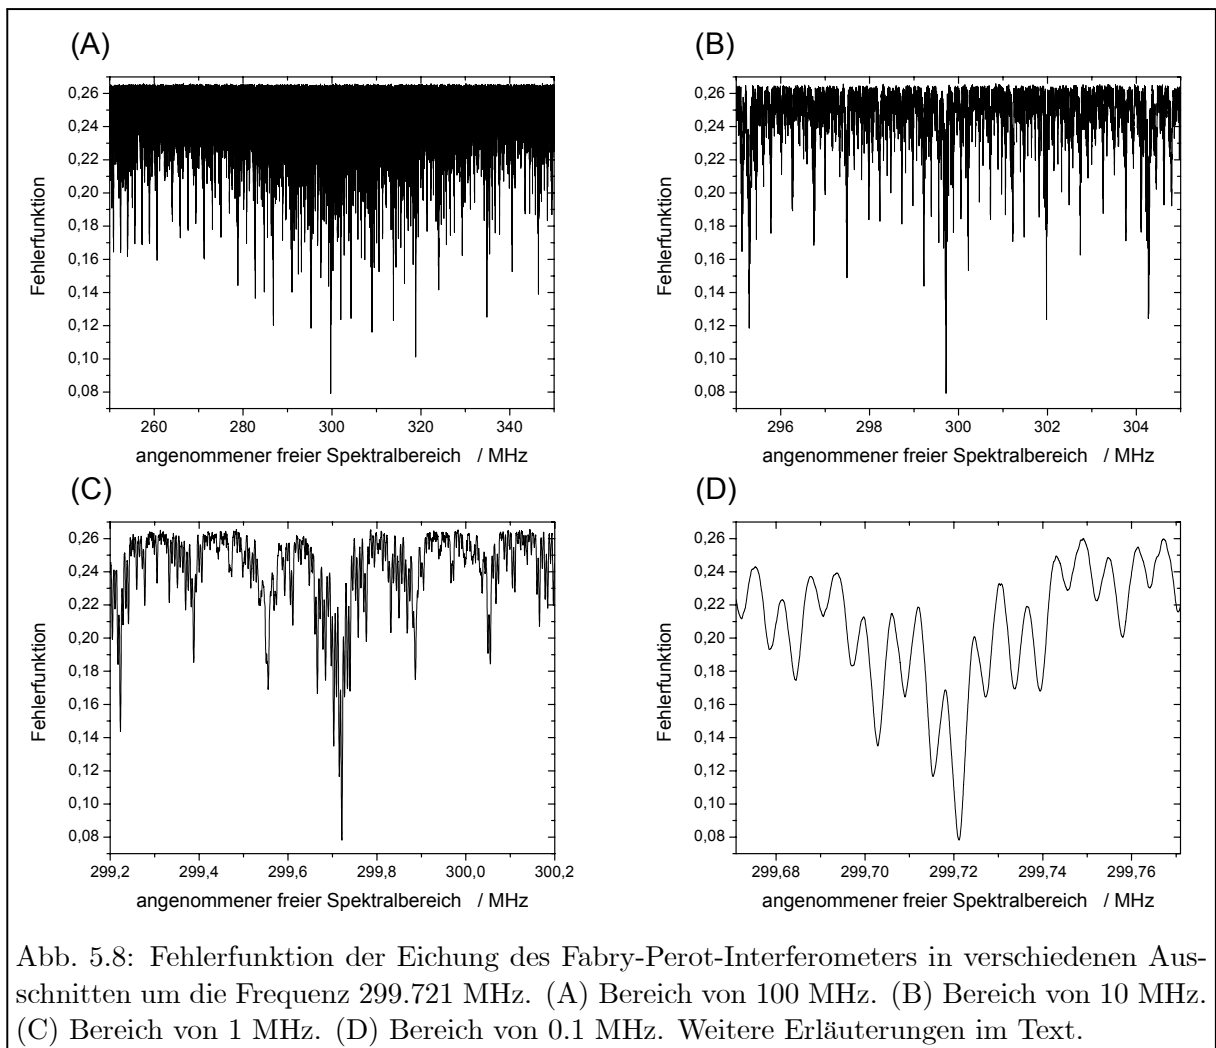 (A)
0,26
0,24
0,22
0,20
0,18
0,16
0,14
0,12
0,10
0,08
Fehlerfunktion
260 280 300 320 340
angenommener freier Spektralbereich / MHz
(B)
0,26
0,24
0,22
0,20
0,18
0,16
0,14
0,12
0,10
0,08
Fehlerfunktion
296 298 300 302 304
angenommener freier Spektralbereich / MHz
(C)
0,26
0,24
0,22
0,20
0,18
0,16
0,14
0,12
0,10
0,08
Fehlerfunktion
299,2 299,4 299,6 299,8 300,0 300,2
angenommener freier Spektralbereich / MHz
(D)
0,26
0,24
0,22
0,20
0,18
0,16
0,14
0,12
0,10
0,08
Fehlerfunktion
299,68 299,70 299,72 299,74 299,76
angenommener freier Spektralbereich / MHz
Abb. 5.8: Fehlerfunktion der Eichung des Fabry-Perot-Interferometers in verschiedenen Aus-
schnitten um die Frequenz 299.721 MHz. (A) Bereich von 100 MHz. (B) Bereich von 10 MHz.
(C) Bereich von 1 MHz. (D) Bereich von 0.1 MHz. Weitere Erläuterungen im Text.